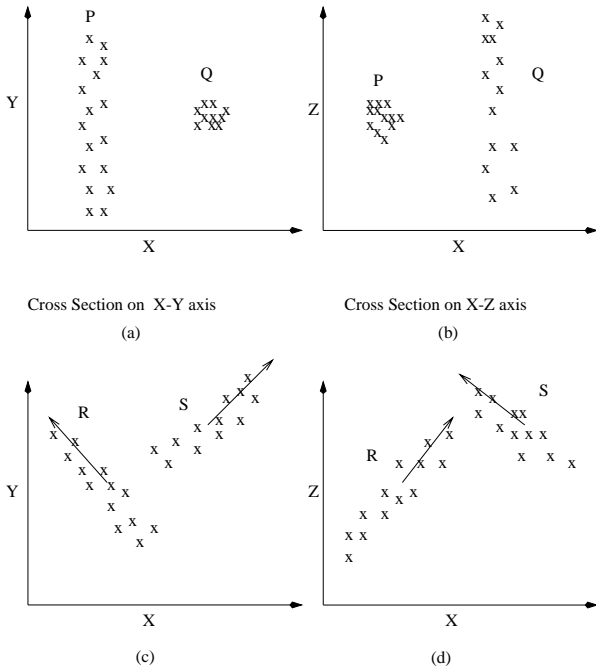 P
Q
Y
X
Cross Section on X-Y axis
(a)
P
Q
Z
X
Cross Section on X-Z axis
(b)
R
S
Y
X
(c)
S
R
Z
X
(d)